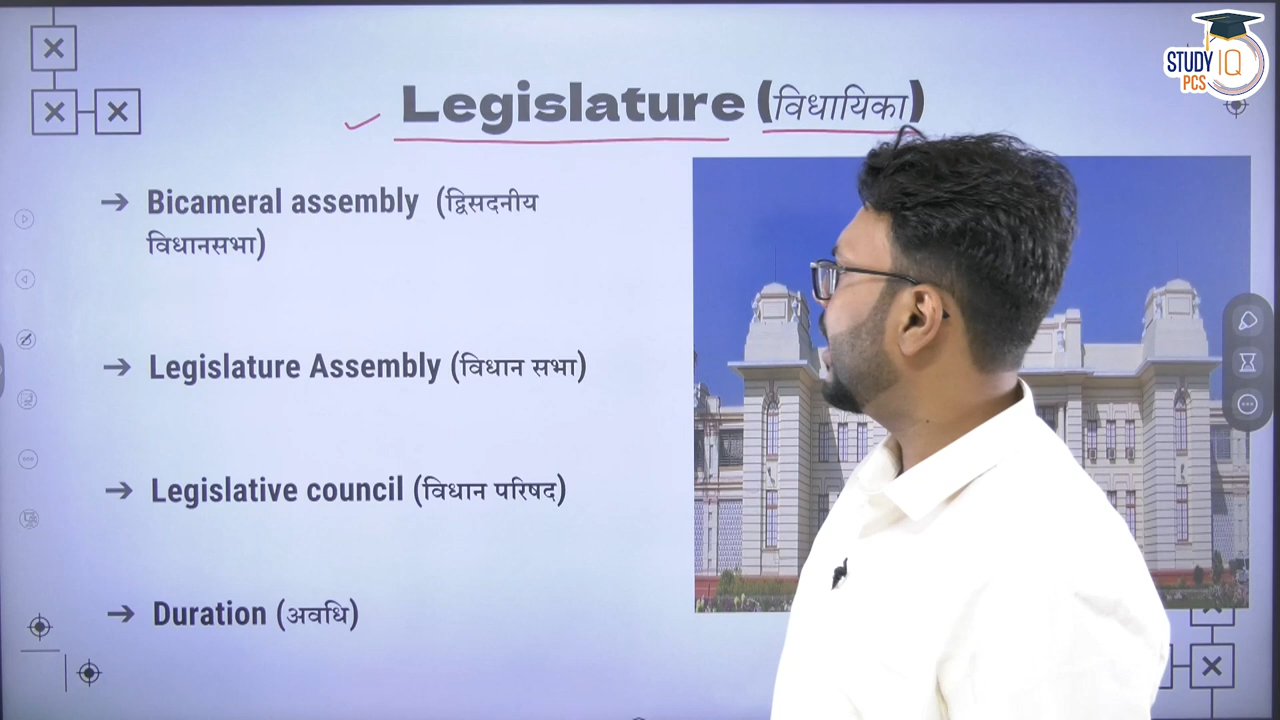 STUDY IQ
PCS
Legislature (विधायिका)
➔ Bicameral assembly (द्विसदनीय
विधानसभा)
➔ Legislature Assembly (विधान सभा)
➔ Legislative council (विधान परिषद)
➔ Duration (अवधि)